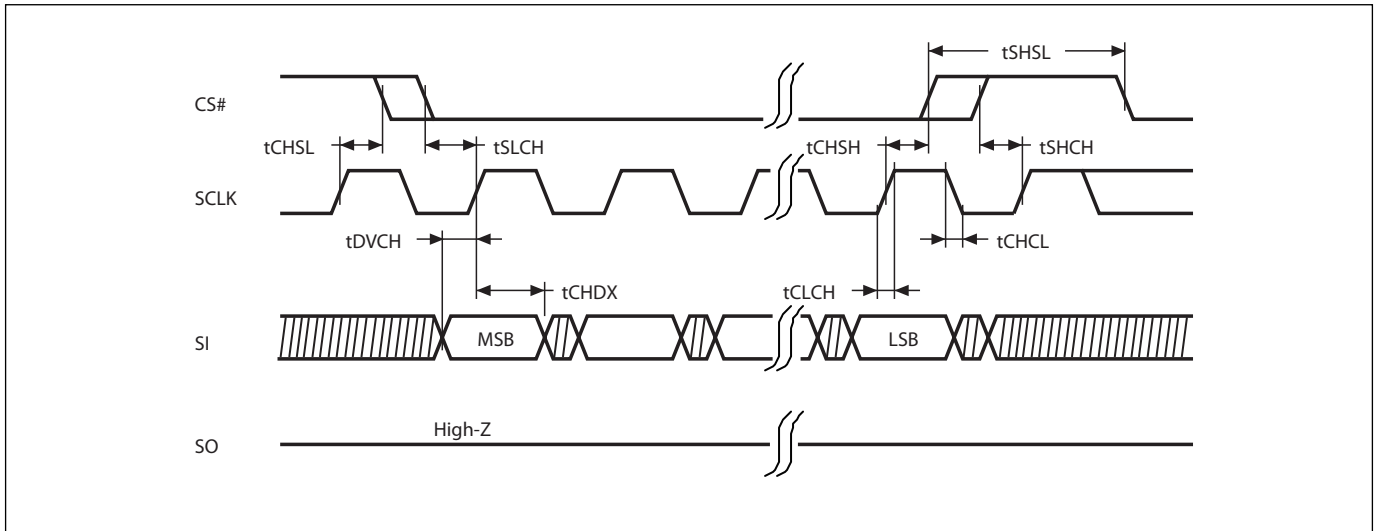 tSHSL
CS#
tCHSL
tSLCH
tCHSH
tSHCH
SCLK
tDVCH
tCHCL
tCHDX
tCLCH
SI
MSB
LSB
High-Z
SO